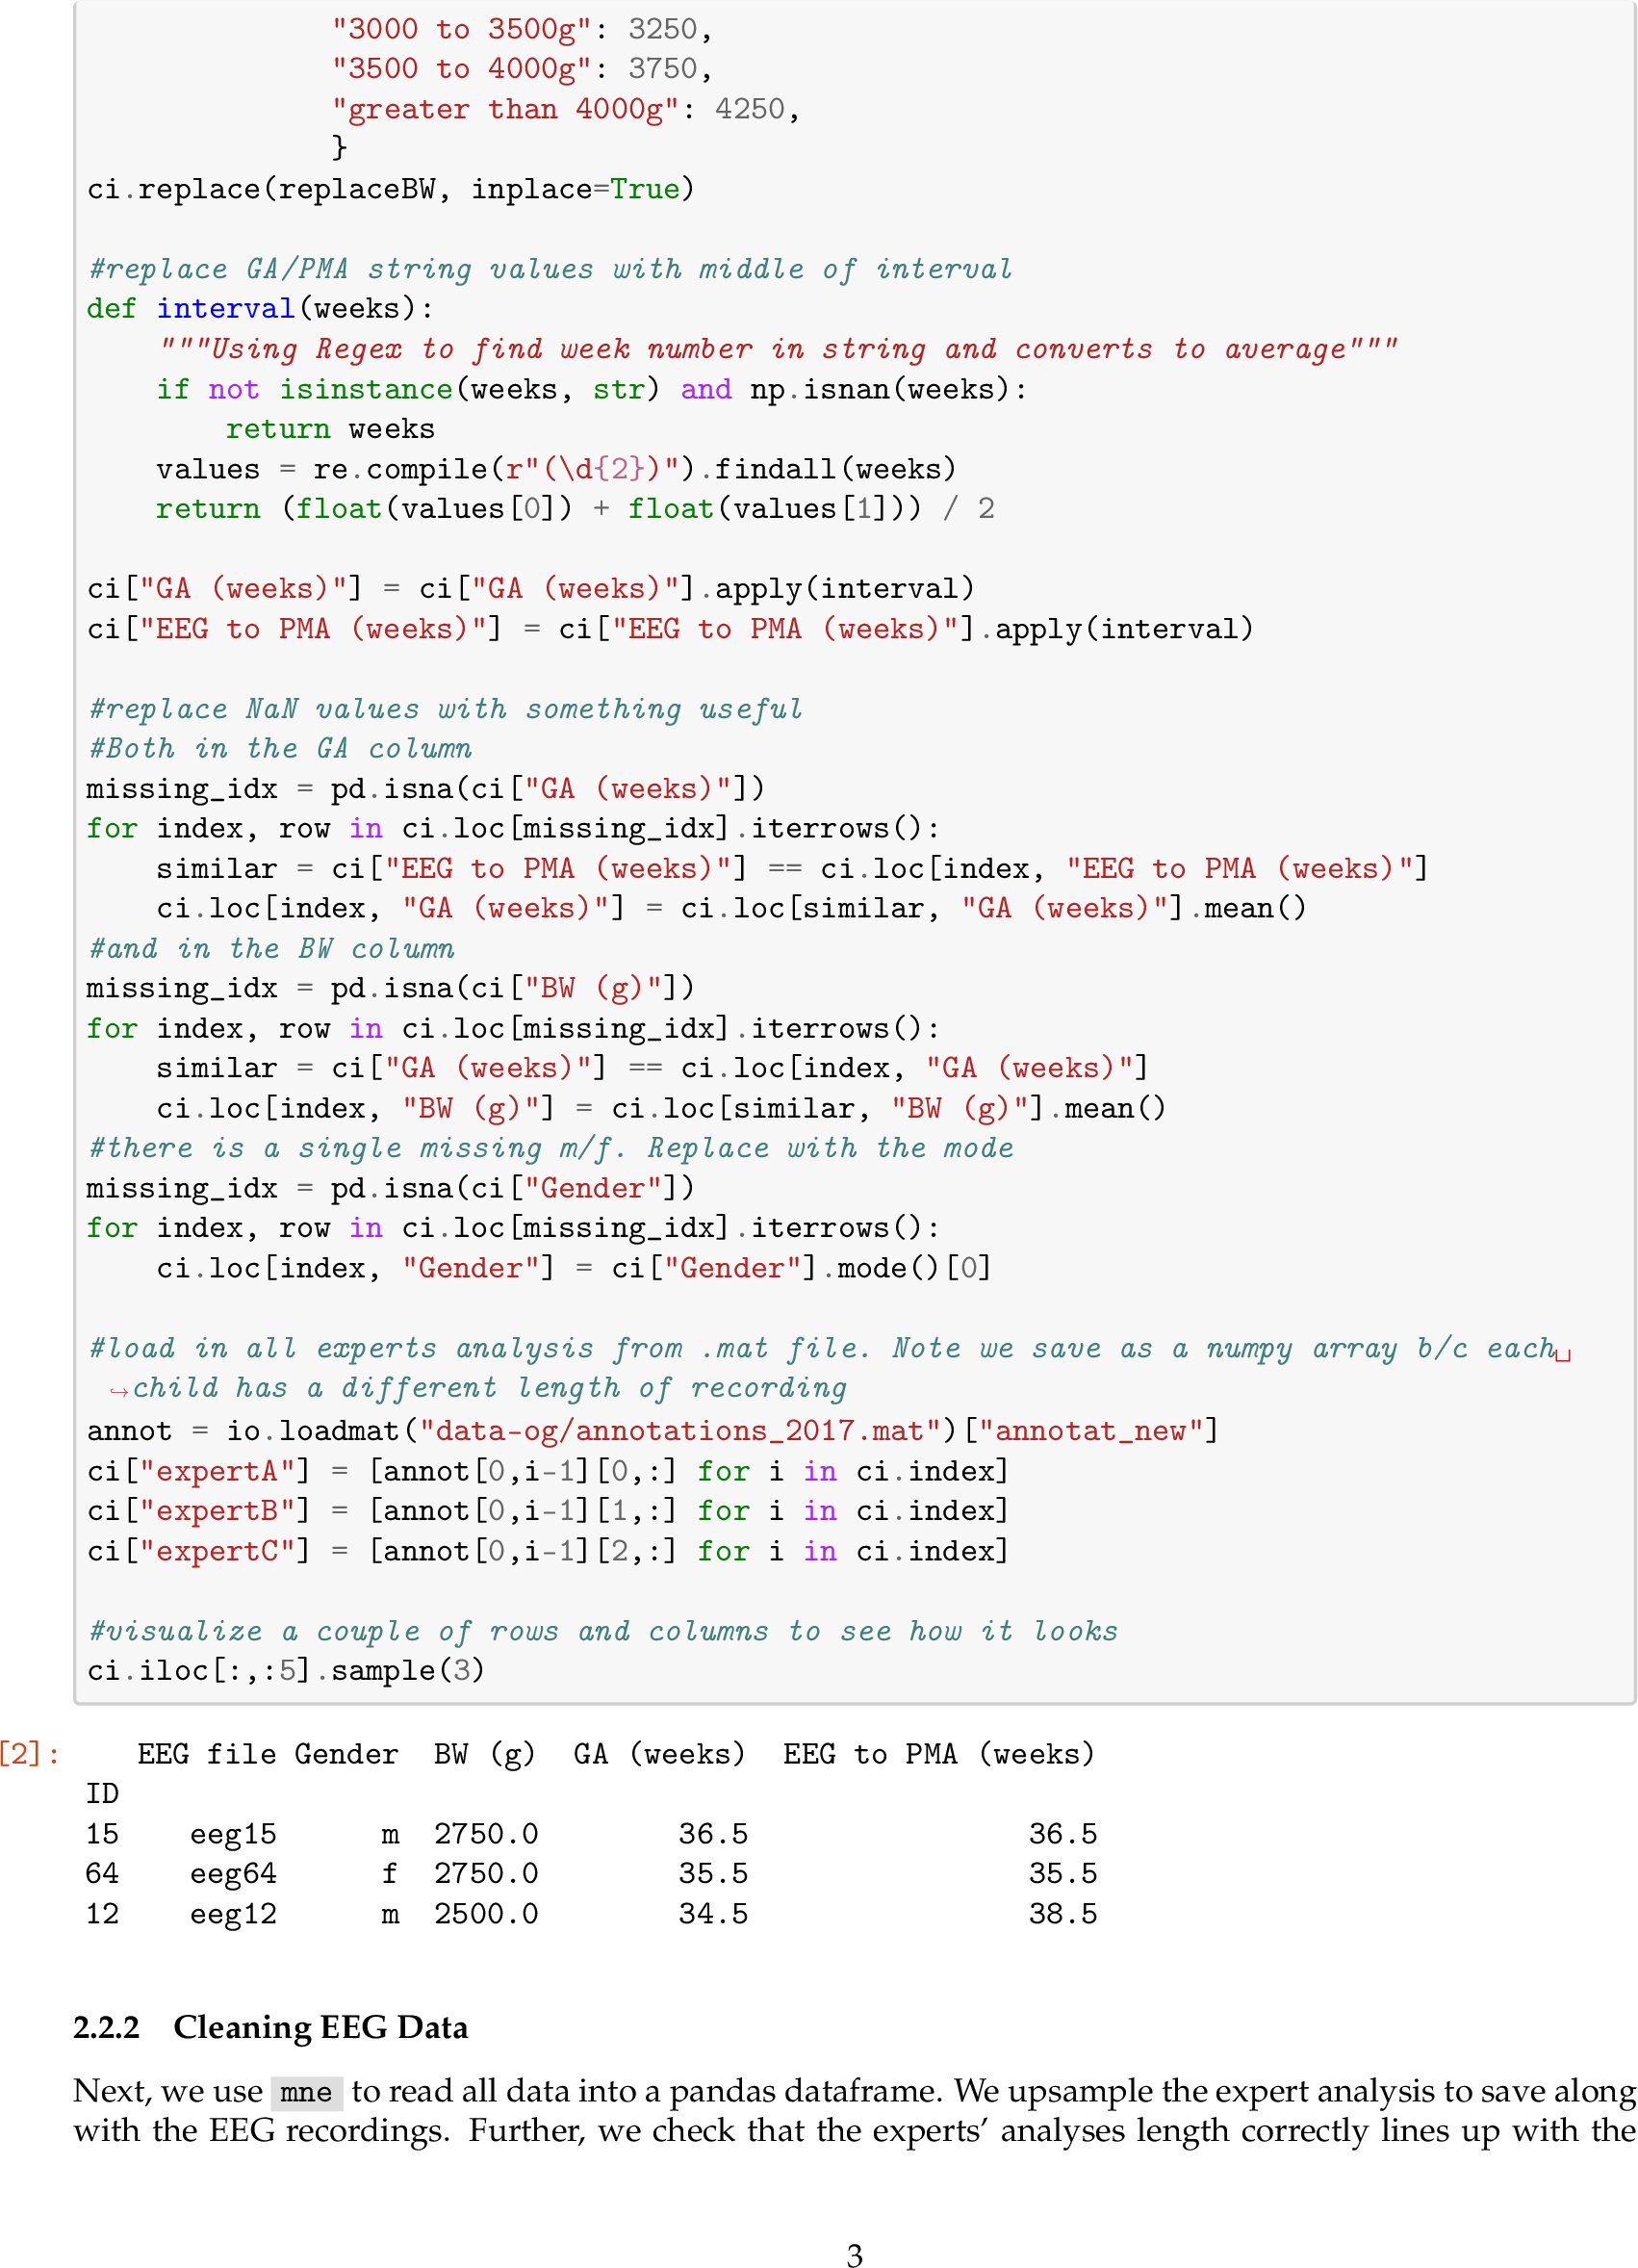 "3000 to 3500g": 3250,
"3500 to 4000g": 3750,
"greater than 4000g": 4250,
}
ci.replace(replaceBW, inplace=True)
#replace GA/PMA string values with middle of interval
def interval(weeks):
"""Using Regex to find week number in string and converts to average"""
if not isinstance(weeks, str) and np.isnan(weeks):
return weeks
values = re.compile(r"(\d{2})").findall(weeks)
return (float(values[0]) + float(values[1])) / 2
ci["GA (weeks)"] = ci["GA (weeks)"].apply(interval)
ci["EEG to PMA (weeks)"] = ci["EEG to PMA (weeks)"].apply(interval)
#replace NaN values with something useful
#Both in the GA column
missing_idx = pd.isna(ci["GA (weeks)"])
for index, row in ci.loc[missing_idx].iterrows():
similar = ci["EEG to PMA (weeks)"] == ci.loc[index, "EEG to PMA (weeks)"]
ci.loc[index, "GA (weeks)"] = ci.loc[similar, "GA (weeks)"].mean()
#and in the BW column
missing_idx = pd.isna(ci["BW (g)"])
for index, row in ci.loc[missing_idx].iterrows():
similar = ci["GA (weeks)"] == ci.loc[index, "GA (weeks)"]
ci.loc[index, "BW (g)"] = ci.loc[similar, "BW (g)"].mean()
#there is a single missing m/f. Replace with the mode
missing_idx = pd.isna(ci["Gender"])
for index, row in ci.loc[missing_idx].iterrows():
ci.loc[index, "Gender"] = ci["Gender"].mode()[0]
#load in all experts analysis from .mat file. Note we save as a numpy array b/c each␣
↪child has a different length of recording
annot = io.loadmat("data-og/annotations_2017.mat")["annotat_new"]
ci["expertA"] = [annot[0,i-1][0,:] for i in ci.index]
ci["expertB"] = [annot[0,i-1][1,:] for i in ci.index]
ci["expertC"] = [annot[0,i-1][2,:] for i in ci.index]
#visualize a couple of rows and columns to see how it looks
ci.iloc[:,:5].sample(3)
[2]: EEG file Gender BW (g) GA (weeks) EEG to PMA (weeks)
ID
15 eeg15 m 2750.0 36.5 36.5
64 eeg64 f 2750.0 35.5 35.5
12 eeg12 m 2500.0 34.5 38.5
2.2.2 Cleaning EEG Data
Next, we use mne to read all data into a pandas dataframe. We upsample the expert analysis to save along
with the EEG recordings. Further, we check that the experts' analyses length correctly lines up with the
3